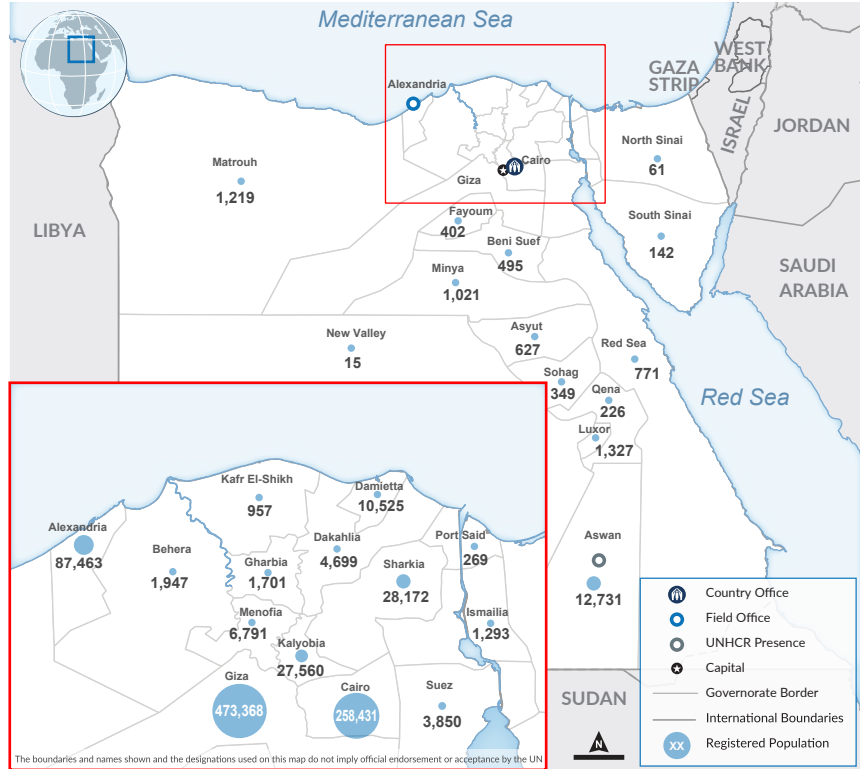 Mediterranean Sea
WEST
BANK
GAZA
STRIP
ISRAEL
JORDAN
Alexandria
North Sinai
61
Cairo
Giza
Matrouh
1,219
LIBYA
Fayoum
402
South Sinai
142
Beni Suef
495
SAUDI
ARABIA
Minya
1,021
New Valley
15
Asyut
627
Red Sea
771
Sohag
349
Qena
226
Red Sea
Luxor
1,327
Aswan
12,731
SUDAN
N
Kafr El-Shikh
957
Damietta
10,525
Alexandria
87,463
Behera
1,947
Gharbia
1,701
Dakahlia
4,699
Port Said
269
Sharkia
28,172
Menofia
6,791
Ismailia
1,293
Kalyobia
27,560
Giza
473,368
Cairo
258,431
Suez
3,850
Country Office
Field Office
UNHCR Presence
Capital
Governorate Border
International Boundaries
xx Registered Population
The boundaries and names shown and the designations used on this map do not imply official endorsement or acceptance by the UN